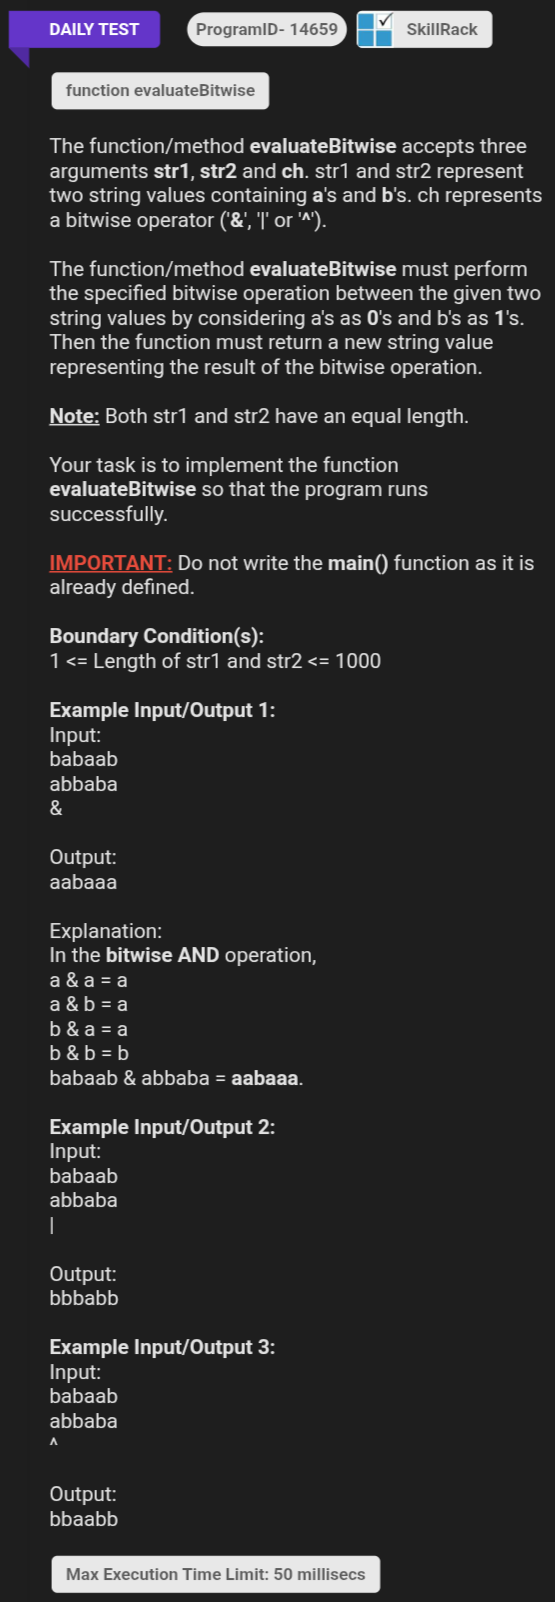 DAILY TEST
ProgramID- 14659
SkillRack
function evaluateBitwise
The function/method evaluateBitwise accepts three
arguments str1, str2 and ch. str1 and str2 represent
two string values containing a's and b's. ch represents
a bitwise operator ('&', '|' or '^').
The function/method evaluateBitwise must perform
the specified bitwise operation between the given two
string values by considering a's as 0's and b's as 1's.
Then the function must return a new string value
representing the result of the bitwise operation.
Note: Both str1 and str2 have an equal length.
Your task is to implement the function
evaluateBitwise so that the program runs
successfully.
IMPORTANT: Do not write the main() function as it is
already defined.
Boundary Condition(s):
1 <= Length of str1 and str2 <= 1000
Example Input/Output 1:
Input:
babaab
abbaba
&
Output:
aabaaa
Explanation:
In the bitwise AND operation,
a & a = a
a & b = a
b & a = a
b & b = b
babaab & abbaba = aabaaa.
Example Input/Output 2:
Input:
babaab
abbaba
|
Output:
bbbabb
Example Input/Output 3:
Input:
babaab
abbaba
^
Output:
bbaabb
Max Execution Time Limit: 50 millisecs